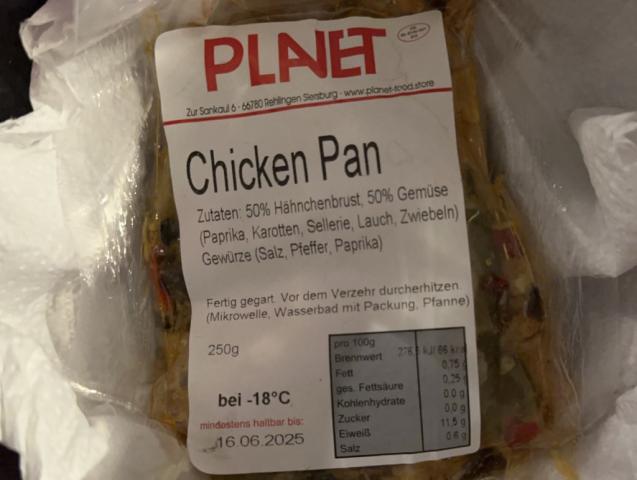 PLANET
Zur Sankaul 6 - 66780 Rehlingen Siersburg - www.planet-food.store
Chicken Pan
Zutaten: 50% Hähnchenbrust, 50% Gemüse
(Paprika, Karotten, Sellerie, Lauch, Zwiebeln)
Gewürze (Salz, Pfeffer, Paprika)
Fertig gegart. Vor dem Verzehr durcherhitzen.
(Mikrowelle, Wasserbad mit Packung, Pfanne)
250g
bei -18°C
mindestens haltbar bis:
16.06.2025
pro 100g
Brennwert kJ/ 66 kcal
Fett 0,75 g
ges. Fettsäure 0,25 g
Kohlenhydrate 0,0 g
Zucker 0,0 g
Eiweiß 11,5 g
Salz 0,6 g